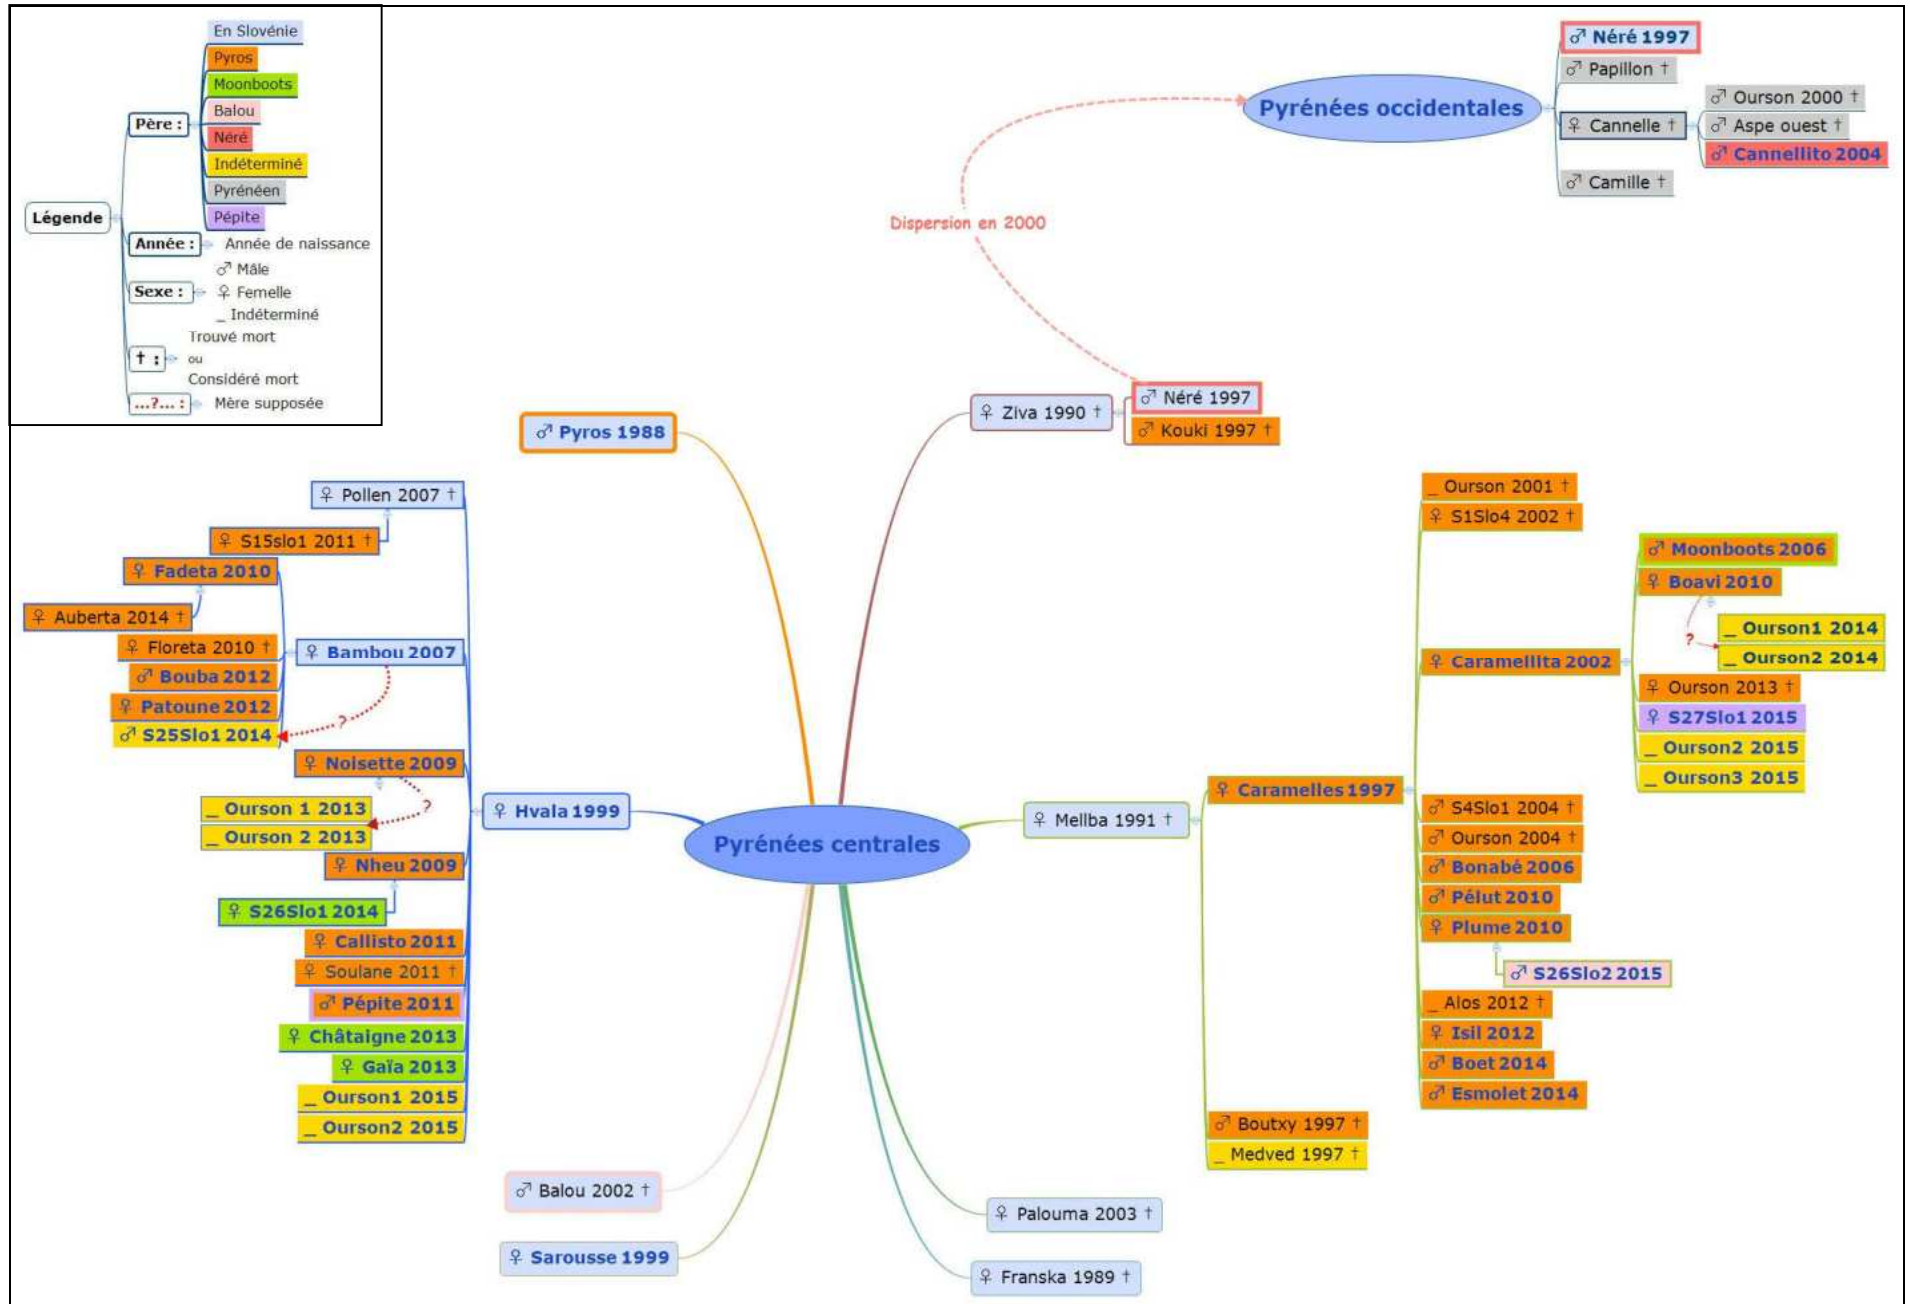 En Slovénie
Pyros
Moonboots
Balou
Père :
Néré
Indéterminé
Pyrénéen
Pépite
Légende
Année :
Année de naissance
♂ Mâle
Sexe :
♀ Femelle
_ Indéterminé
Trouvé mort
† :
ou
Considéré mort
...?... :
Mère supposée
Pyrénées occidentales
♂ Néré 1997
♂ Papillon †
♀ Cannelle †
♂ Ourson 2000 †
♂ Aspe ouest †
♂ Cannellito 2004
♂ Camille †
Dispersion en 2000
♀ Ziva 1990 †
♂ Néré 1997
♂ Kouki 1997 †
♂ Pyros 1988
♀ Pollen 2007 †
♀ S15slo1 2011 †
♀ Fadeta 2010
♀ Auberta 2014 †
♀ Floreta 2010 †
♀ Bambou 2007
♂ Bouba 2012
♀ Patoune 2012
?
♂ S25Slo1 2014
♀ Noisette 2009
?
_ Ourson 1 2013
_ Ourson 2 2013
♀ Hvala 1999
♀ Nheu 2009
♀ S26Slo1 2014
♀ Callisto 2011
♀ Soulane 2011 †
♂ Pépite 2011
♀ Châtaigne 2013
♀ Gaïa 2013
_ Ourson1 2015
_ Ourson2 2015
Pyrénées centrales
♀ Mellba 1991 †
♀ Caramelles 1997
_ Ourson 2001 †
♀ S1Slo4 2002 †
♀ Caramellita 2002
♂ Moonboots 2006
♀ Boavi 2010
?
_ Ourson1 2014
_ Ourson2 2014
♀ Ourson 2013 †
♀ S27Slo1 2015
_ Ourson2 2015
_ Ourson3 2015
♂ S4Slo1 2004 †
♂ Ourson 2004 †
♂ Bonabé 2006
♂ Pélut 2010
♀ Plume 2010
♂ S26Slo2 2015
_ Alos 2012 †
♀ Isil 2012
♂ Boet 2014
♂ Esmolet 2014
♂ Boutxy 1997 †
_ Medved 1997 †
♂ Balou 2002 †
♀ Sarousse 1999
♀ Palouma 2003 †
♀ Franska 1989 †